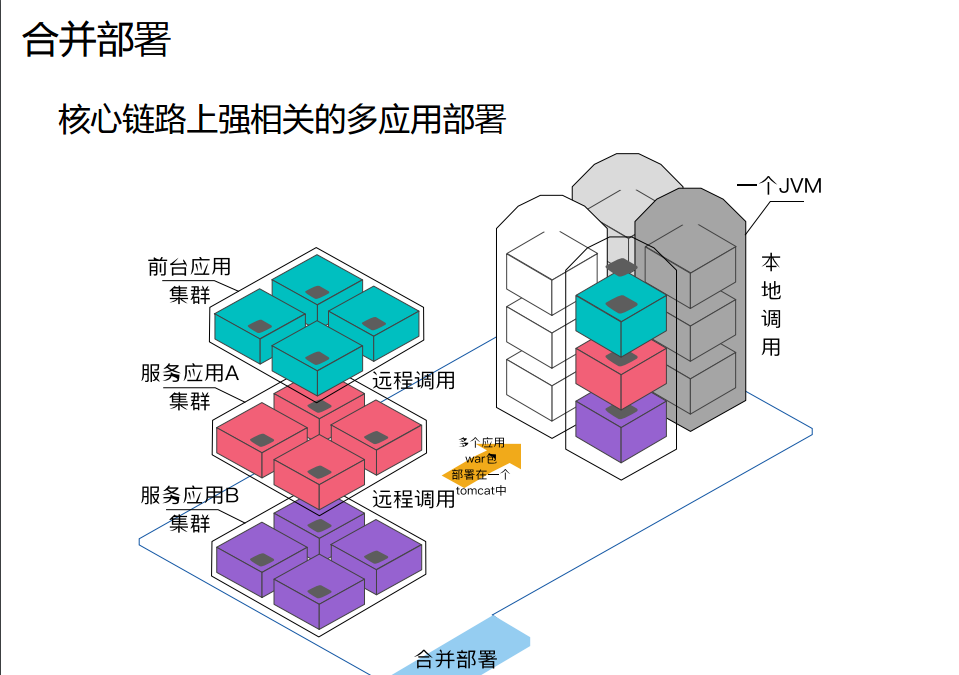 合并部署
核心链路上强相关的多应用部署
一个JVM
本
地
调
用
前台应用
集群
服务应用A
集群
远程调用
多个应用
war包
部署在一个
tomcat中
服务应用B
集群
远程调用
合并部署